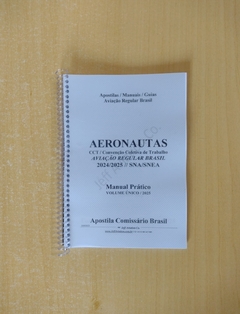 Apostilas / Manuais / Guias
Aviação Regular Brasil
AERONAUTAS
CCT / Convenção Coletiva de Trabalho
AVIAÇÃO REGULAR BRASIL
2024/2025 // SNA/SNEA
Manual Prático
VOLUME ÚNICO / 2025
Apostila Comissário Brasil